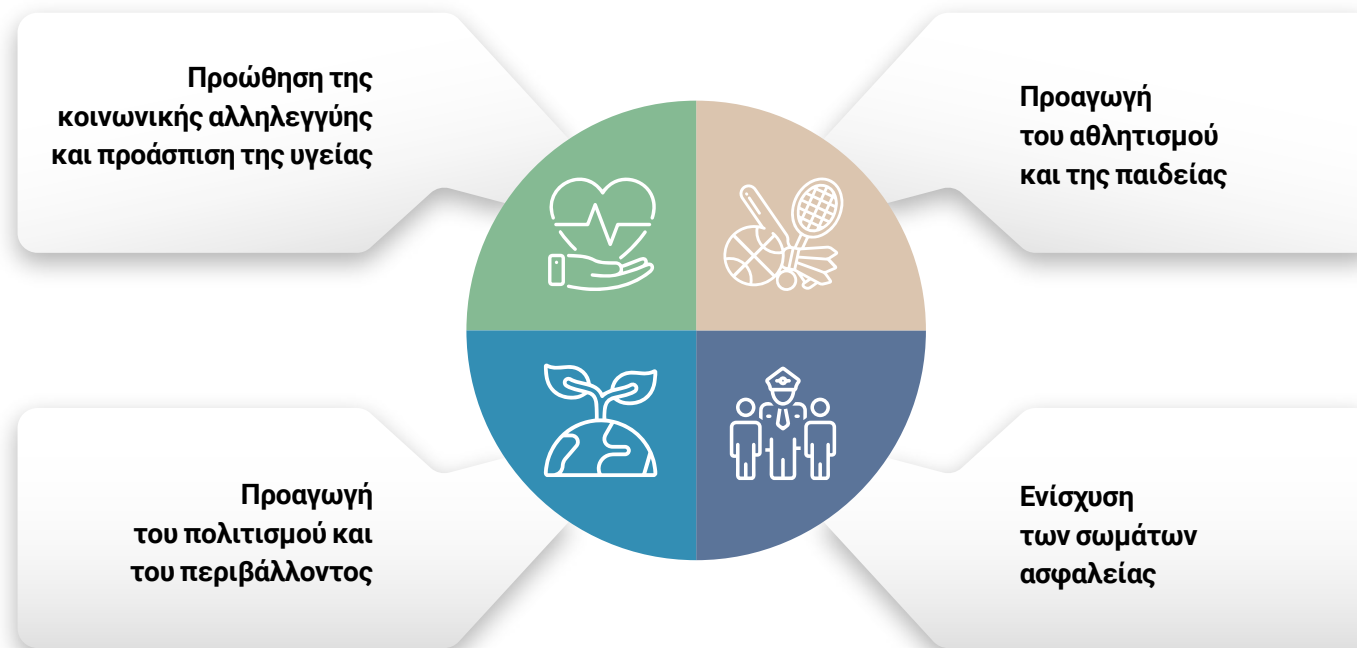 Προώθηση της
κοινωνικής αλληλεγγύης
και προάσπιση της υγείας
Προαγωγή
του αθλητισμού
και της παιδείας
Προαγωγή
του πολιτισμού και
του περιβάλλοντος
Ενίσχυση
των σωμάτων
ασφαλείας